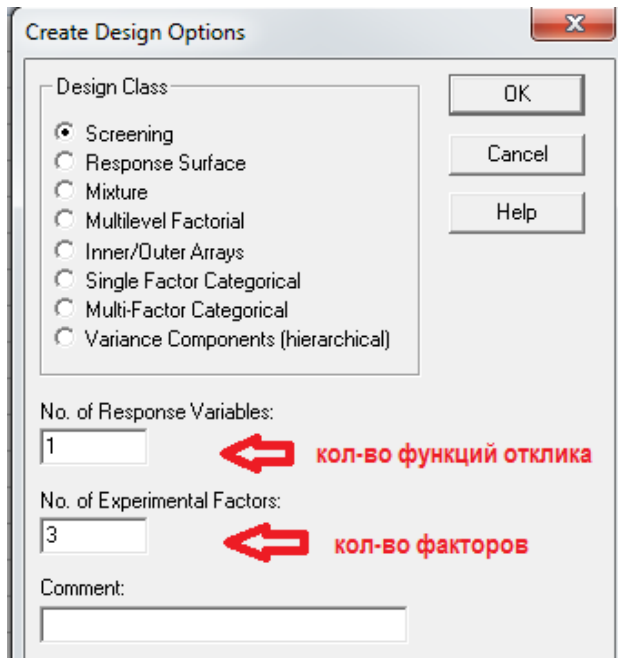 Create Design Options
Design Class
Screening
Response Surface
Mixture
Multilevel Factorial
Inner/Outer Arrays
Single Factor Categorical
Multi-Factor Categorical
Variance Components (hierarchical)
OK
Cancel
Help
No. of Response Variables:
1
кол-во функций отклика
No. of Experimental Factors:
3
кол-во факторов
Comment: